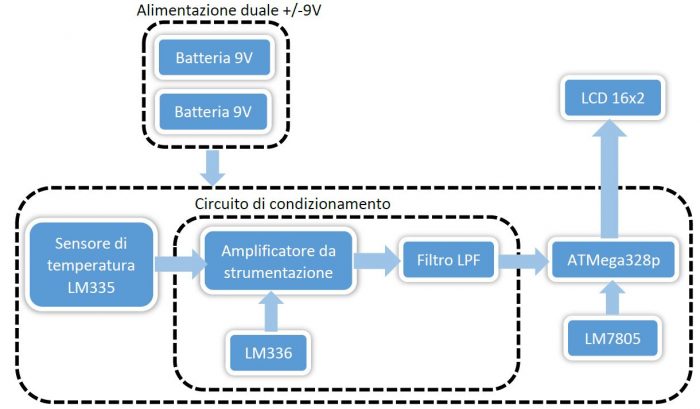 Alimentazione duale +/-9V
Batteria 9V
Batteria 9V
LCD 16x2
Circuito di condizionamento
Sensore di
temperatura
LM335
Amplificatore da
strumentazione
Filtro LPF
ATMega328p
LM336
LM7805